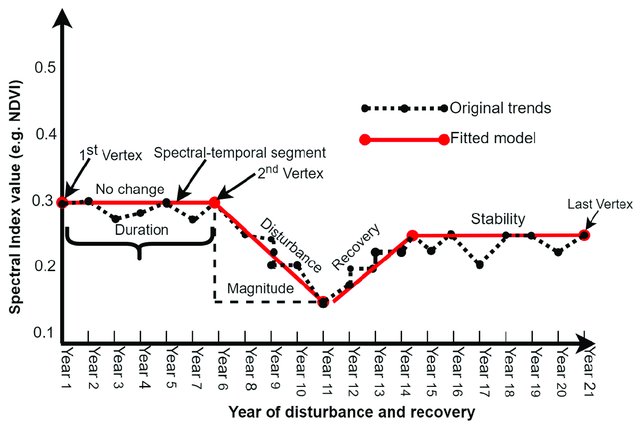 0.5
0.4
0.3
0.2
0.1
Spectral Index value (e.g. NDVI)
Original trends
Fitted model
1st Vertex
Spectral-temporal segment
2nd Vertex
No change
Duration
Disturbance
Magnitude
Recovery
Stability
Last Vertex
Year 1
Year 2
Year 3
Year 4
Year 5
Year 7
Year 6
Year 8
Year 9
Year 10
Year 11
Year 12
Year 13
Year 14
Year 15
Year 16
Year 17
Year 18
Year 19
Year 20
Year 21
Year of disturbance and recovery